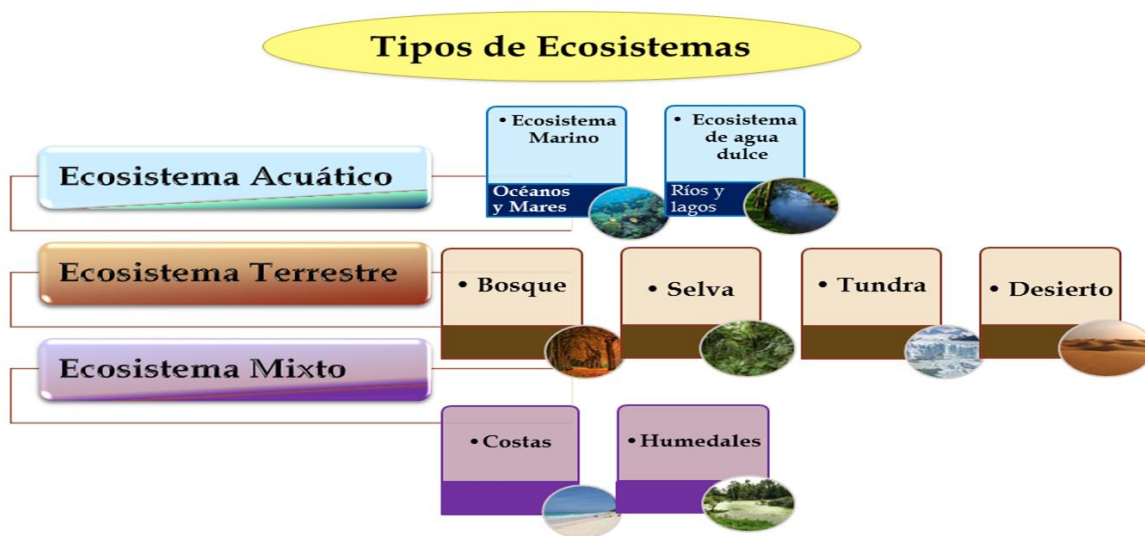 Tipos de Ecosistemas
• Ecosistema
Marino
Océanos
y Mares
• Ecosistema
de agua
dulce
Ríos y
lagos
Ecosistema Acuático
Ecosistema Terrestre
• Bosque
• Selva
• Tundra
• Desierto
Ecosistema Mixto
• Costas
• Humedales